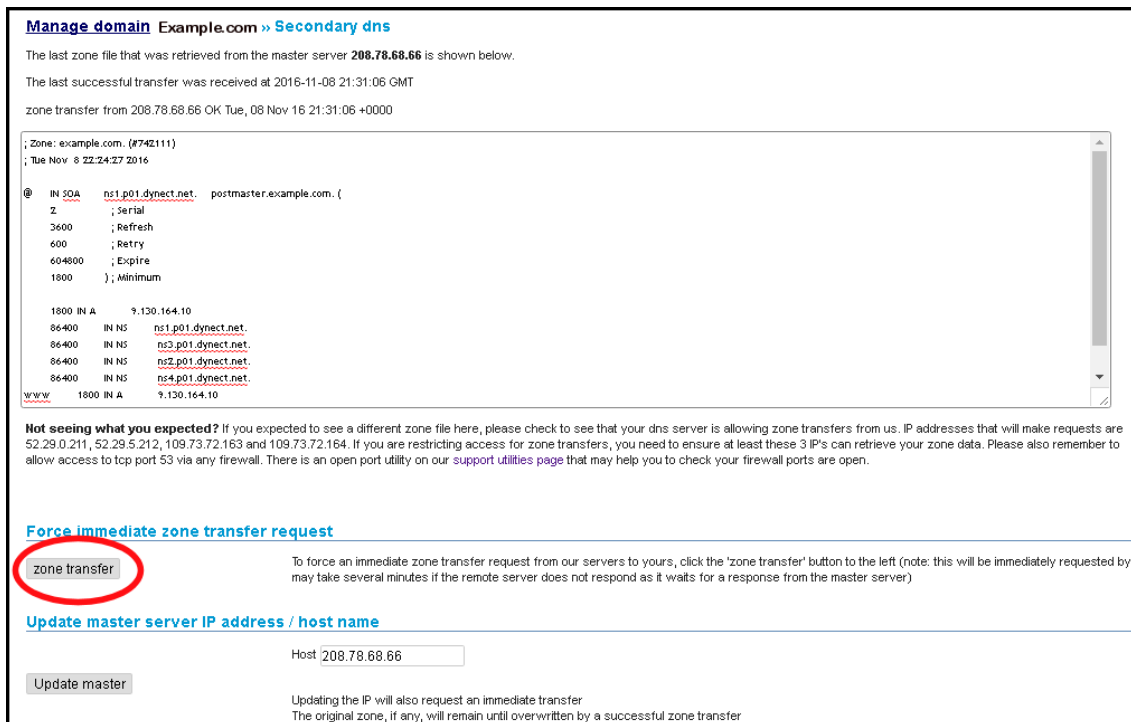 Manage domain Example.com » Secondary dns
The last zone file that was retrieved from the master server 208.78.68.66 is shown below.
The last successful transfer was received at 2016-11-08 21:31:06 GMT
zone transfer from 208.78.68.66 OK Tue, 08 Nov 16 21:31:06 +0000
; Zone: example.com. (#742111)
; Tue Nov 8 22:24:27 2016
@ IN SOA ns1.p01.dynect.net. postmaster.example.com. (
2 ; Serial
3600 ; Refresh
600 ; Retry
604800 ; Expire
1800 ) ; Minimum
1800 IN A 9.130.164.10
86400 IN NS ns1.p01.dynect.net.
86400 IN NS ns3.p01.dynect.net.
86400 IN NS ns2.p01.dynect.net.
86400 IN NS ns4.p01.dynect.net.
www 1800 IN A 9.130.164.10
Not seeing what you expected? If you expected to see a different zone file here, please check to see that your dns server is allowing zone transfers from us. IP addresses that will make requests are
52.29.0.211, 52.29.5.212, 109.73.72.163 and 109.73.72.164. If you are restricting access for zone transfers, you need to ensure at least these 3 IP's can retrieve your zone data. Please also remember to
allow access to tcp port 53 via any firewall. There is an open port utility on our support utilities page that may help you to check your firewall ports are open.
Force immediate zone transfer request
zone transfer
To force an immediate zone transfer request from our servers to yours, click the 'zone transfer' button to the left (note: this will be immediately requested by
may take several minutes if the remote server does not respond as it waits for a response from the master server)
Update master server IP address / host name
Host 208.78.68.66
Update master
Updating the IP will also request an immediate transfer
The original zone, if any, will remain until overwritten by a successful zone transfer